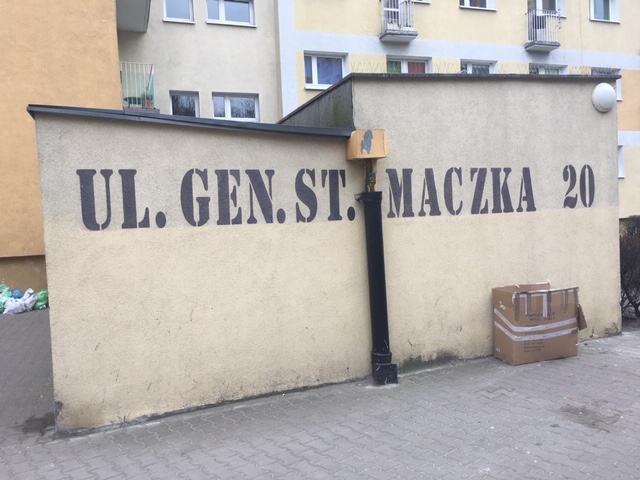 UL. GEN. ST. MACZKA 20